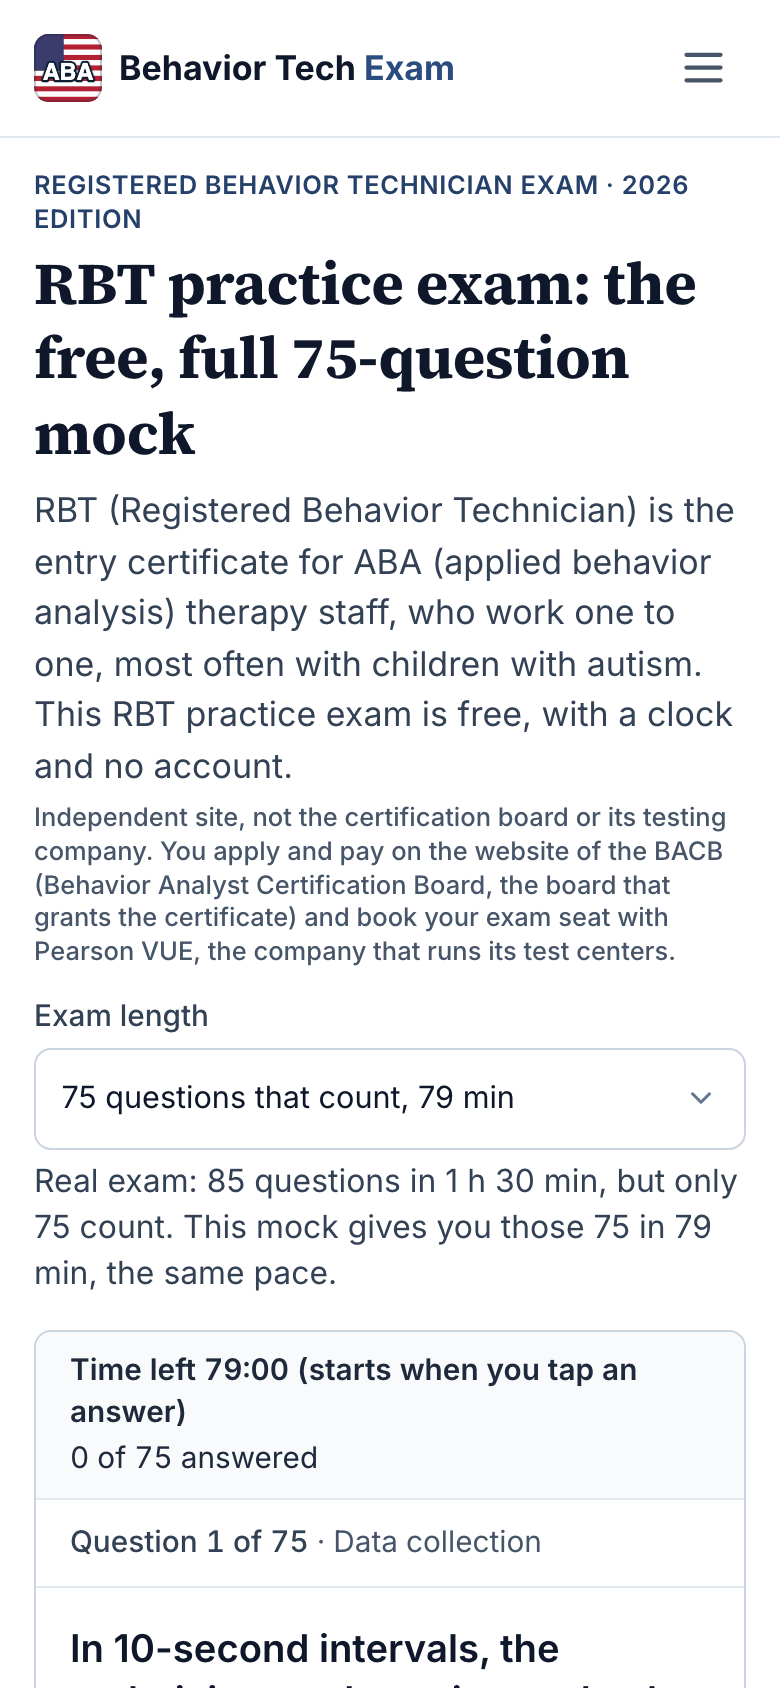 ABA
Behavior Tech Exam
REGISTERED BEHAVIOR TECHNICIAN EXAM · 2026
EDITION
RBT practice exam: the
free, full 75-question
mock
RBT (Registered Behavior Technician) is the
entry certificate for ABA (applied behavior
analysis) therapy staff, who work one to
one, most often with children with autism.
This RBT practice exam is free, with a clock
and no account.
Independent site, not the certification board or its testing
company. You apply and pay on the website of the BACB
(Behavior Analyst Certification Board, the board that
grants the certificate) and book your exam seat with
Pearson VUE, the company that runs its test centers.
Exam length
75 questions that count, 79 min
Real exam: 85 questions in 1 h 30 min, but only
75 count. This mock gives you those 75 in 79
min, the same pace.
Time left 79:00 (starts when you tap an
answer)
0 of 75 answered
Question 1 of 75 · Data collection
In 10-second intervals, the